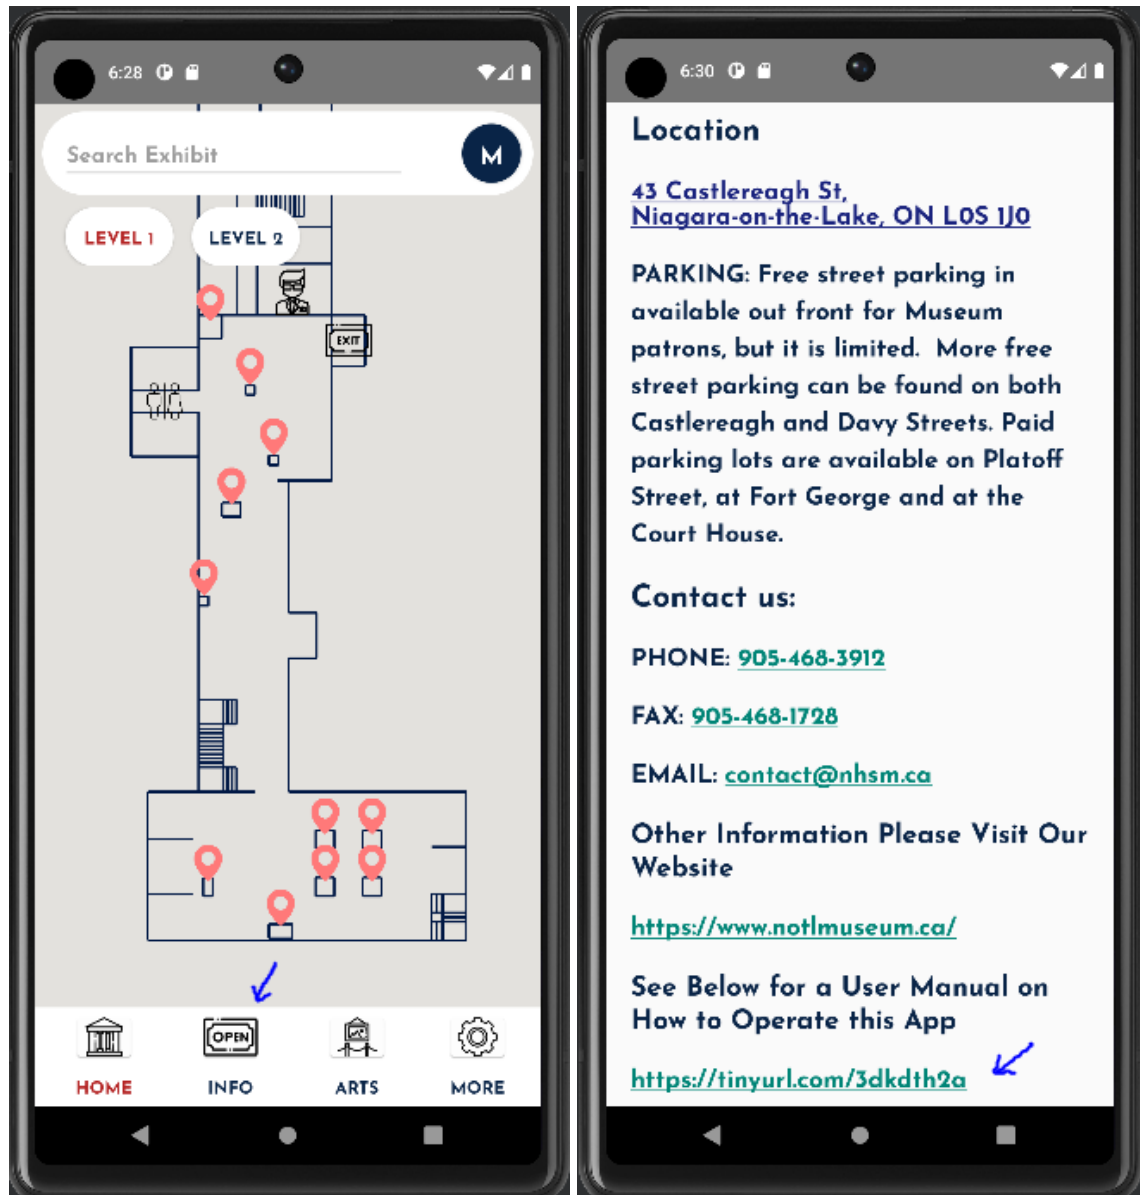 6:28
Search Exhibit
M
LEVEL 1
LEVEL 2
EXIT
OPEN
HOME
INFO
ARTS
MORE
6:30
Location
43 Castlereagh St,
Niagara-on-the-Lake, ON L0S 1J0
PARKING: Free street parking in
available out front for Museum
patrons, but it is limited.  More free
street parking can be found on both
Castlereagh and Davy Streets. Paid
parking lots are available on Platoff
Street, at Fort George and at the
Court House.
Contact us:
PHONE: 905-468-3912
FAX: 905-468-1728
EMAIL: contact@nhsm.ca
Other Information Please Visit Our
Website
https://www.notlmuseum.ca/
See Below for a User Manual on
How to Operate this App
https://tinyurl.com/3dkdth2a